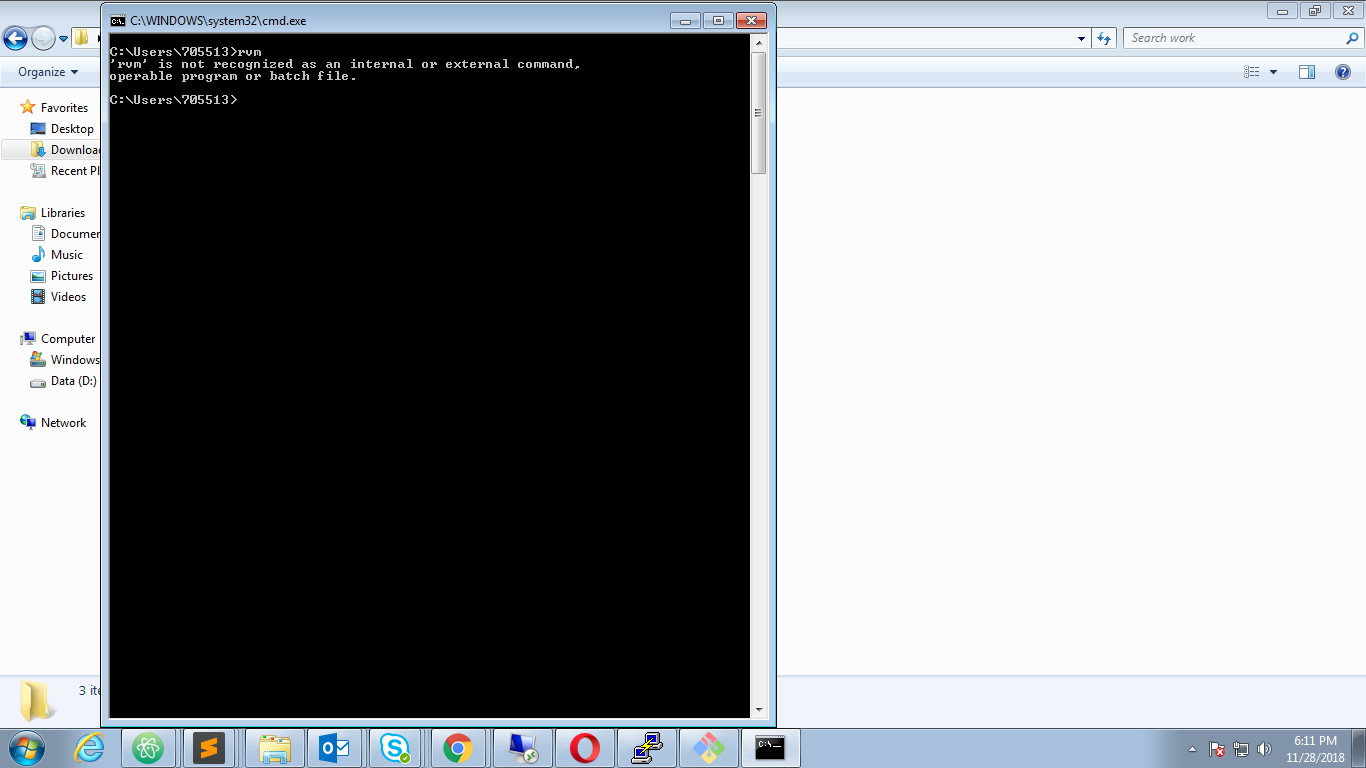 C:\WINDOWS\system32\cmd.exe
C:\Users\705513>rvm
'rvm' is not recognized as an internal or external command,
operable program or batch file.
C:\Users\705513>
Search work
Organize
Favorites
Desktop
Downloa
Recent Pl
Libraries
Documen
Music
Pictures
Videos
Computer
Windows
Data (D:)
Network
3 ite
C:\_
6:11 PM
11/28/2018